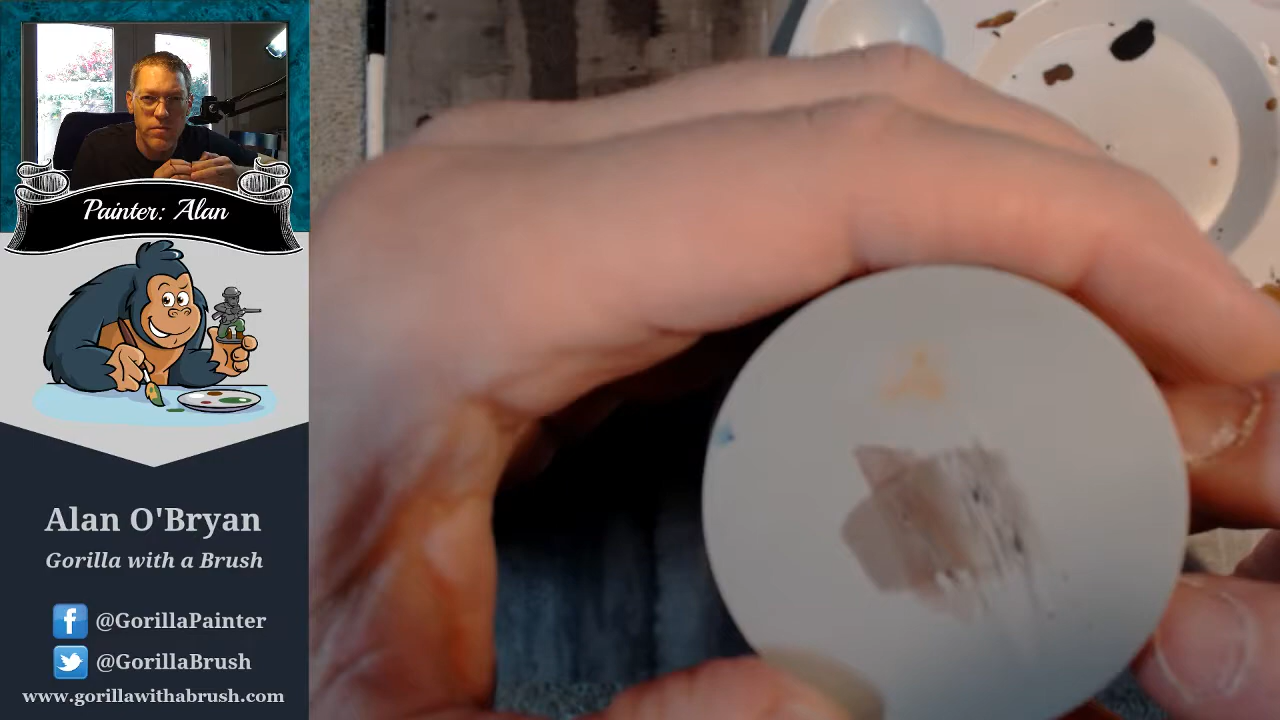 Painter: Alan
Alan O'Bryan
Gorilla with a Brush
@GorillaPainter
@GorillaBrush
www.gorillawithabrush.com